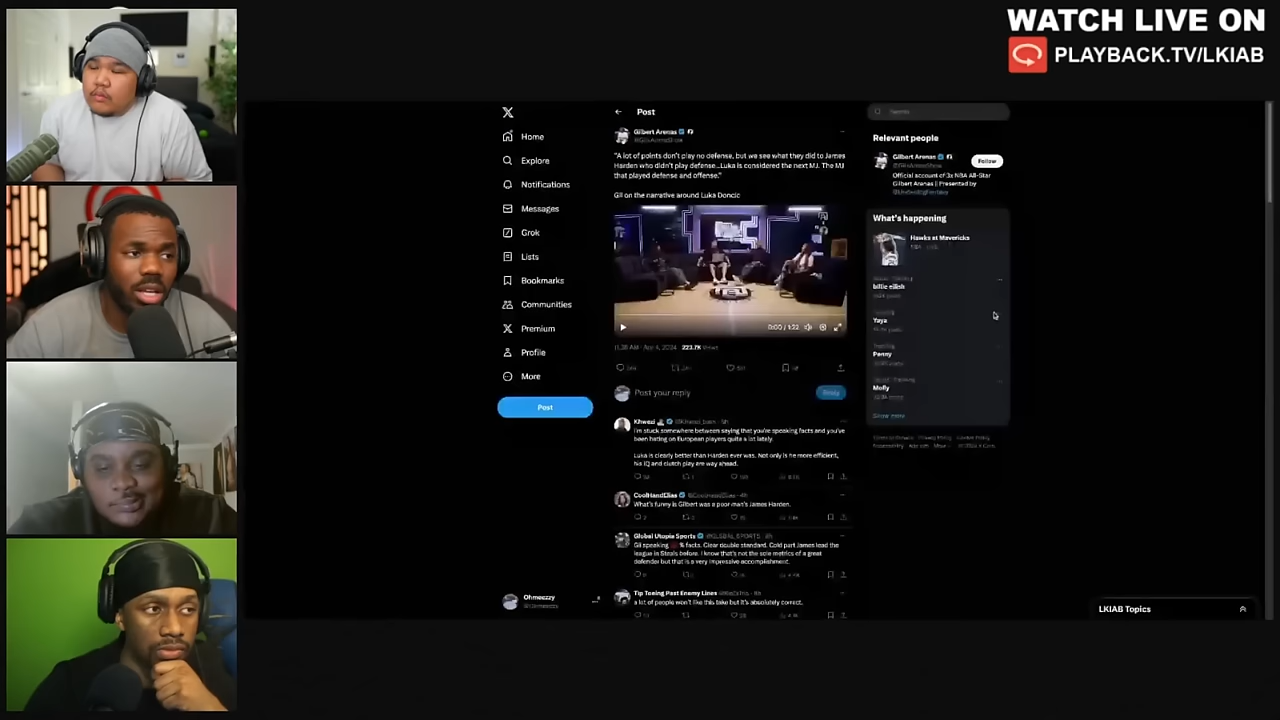 WATCH LIVE ON
PLAYBACK.TV/LKIAB
Home
Explore
Notifications
Messages
Grok
Lists
Bookmarks
Communities
Premium
Profile
More
Post
Ohmeezzy
Post
Gilbert Arenas
"A lot of points don't play no defense, but we see what they did to James
Harden who didn't play defense...Luka is considered the next MJ. The MJ
that played defense and offense."
Gil on the narrative around Luka Doncic
0:00 / 1:22
223.7K
Post your reply
Reply
Khwezi
I'm stuck somewhere between saying that you're speaking facts and you've
been hating on European players quite a lot lately.
Luka is clearly better than Harden ever was. Not only is he more efficient,
his IQ and clutch play are way ahead.
CoolHandElias
What's funny is Gilbert was a poor man's James Harden.
Global Utopia Sports
Gil speaking % facts. Clear double standard. Cold part James lead the
league in Steals before. I know that's not the sole metrics of a great
defender but that is a very impressive accomplishment.
Tip Toeing Past Enemy Lines
a lot of people won't like this take but it's absolutely correct.
Relevant people
Gilbert Arenas
Follow
Official account of 3x NBA All-Star
Gilbert Arenas || Presented by
What's happening
Hawks at Mavericks
billie eilish
Yaya
Penny
Molly
Show more
LKIAB Topics